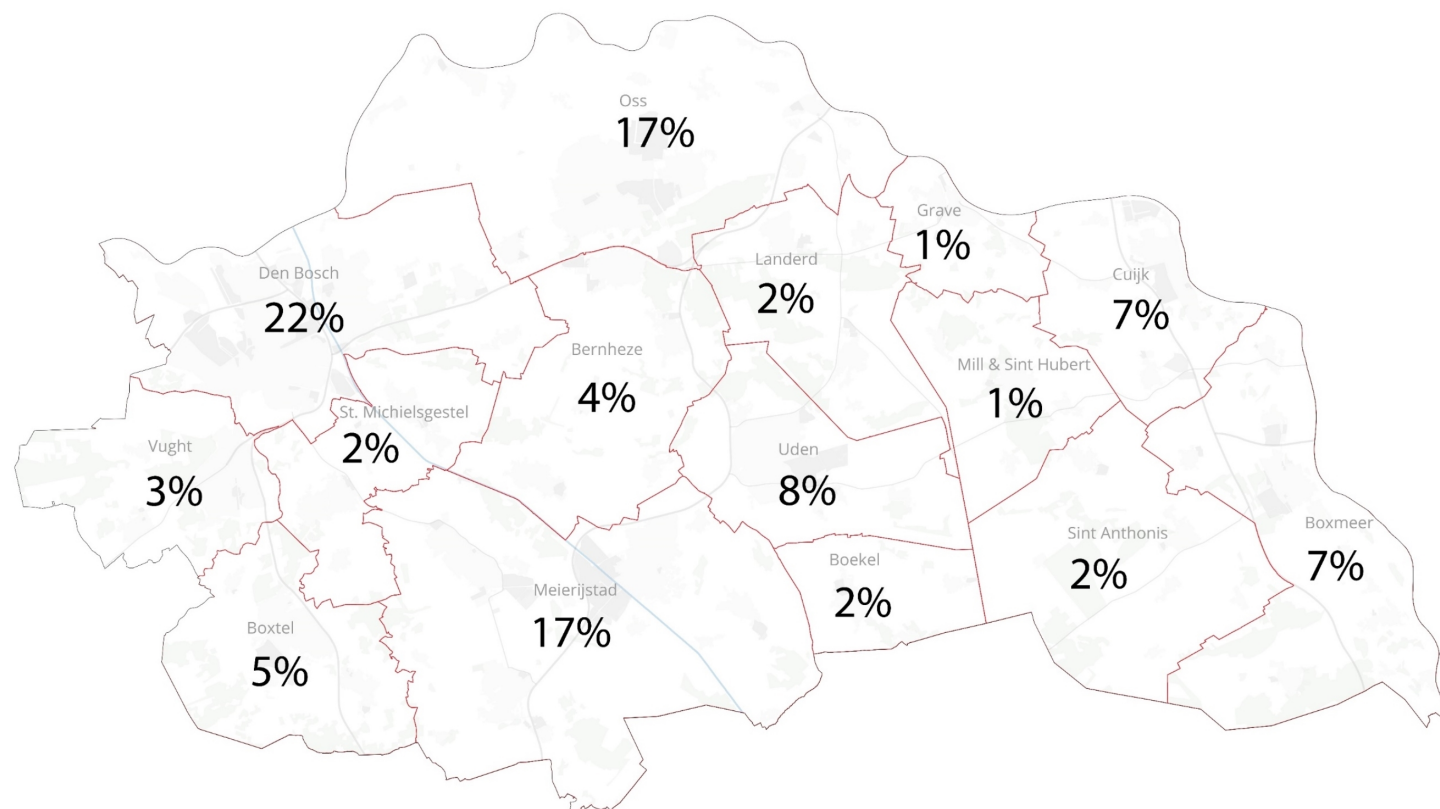 Oss
17%
Grave
1%
Landerd
2%
Den Bosch
22%
Cuijk
7%
Bernheze
4%
Mill & Sint Hubert
1%
St. Michielsgestel
2%
Vught
3%
Uden
8%
Boxmeer
7%
Sint Anthonis
2%
Boekel
2%
Meierijstad
17%
Boxtel
5%